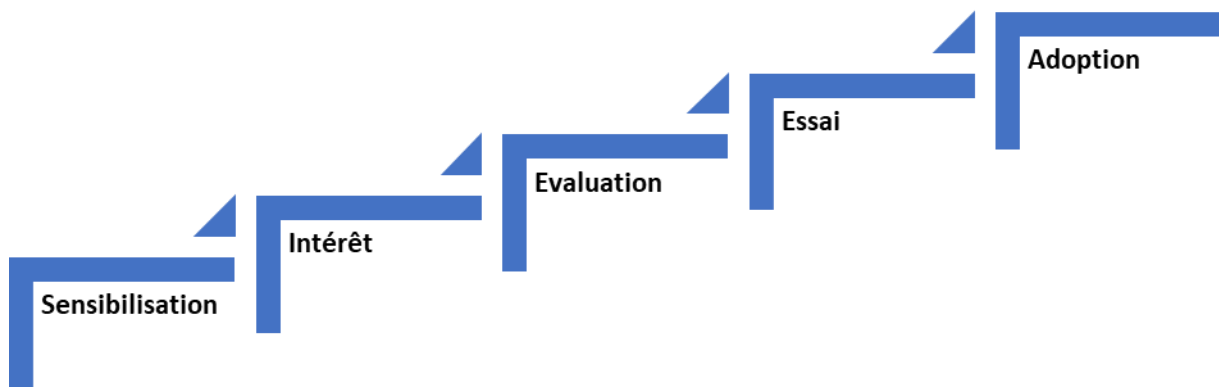 Sensibilisation
Intérêt
Evaluation
Essai
Adoption